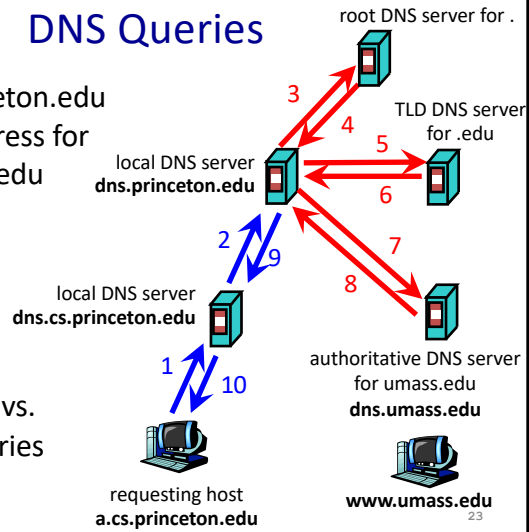 DNS Queries
root DNS server for .
eton.edu
ress for
edu
3
4
TLD DNS server
for .edu
local DNS server
dns.princeton.edu
5
6
2
9
7
8
local DNS server
dns.cs.princeton.edu
authoritative DNS server
for umass.edu
dns.umass.edu
1
10
vs.
ries
requesting host
a.cs.princeton.edu
www.umass.edu
23